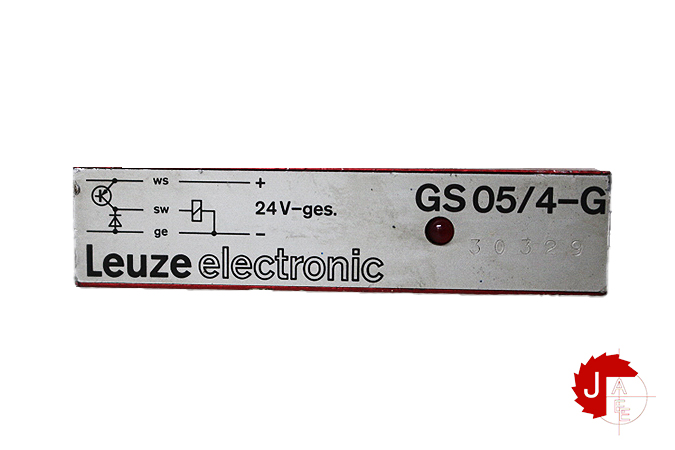 ws +
sw 24V-ges.
ge -
Leuze electronic
GS 05/4-G
30329
J
A